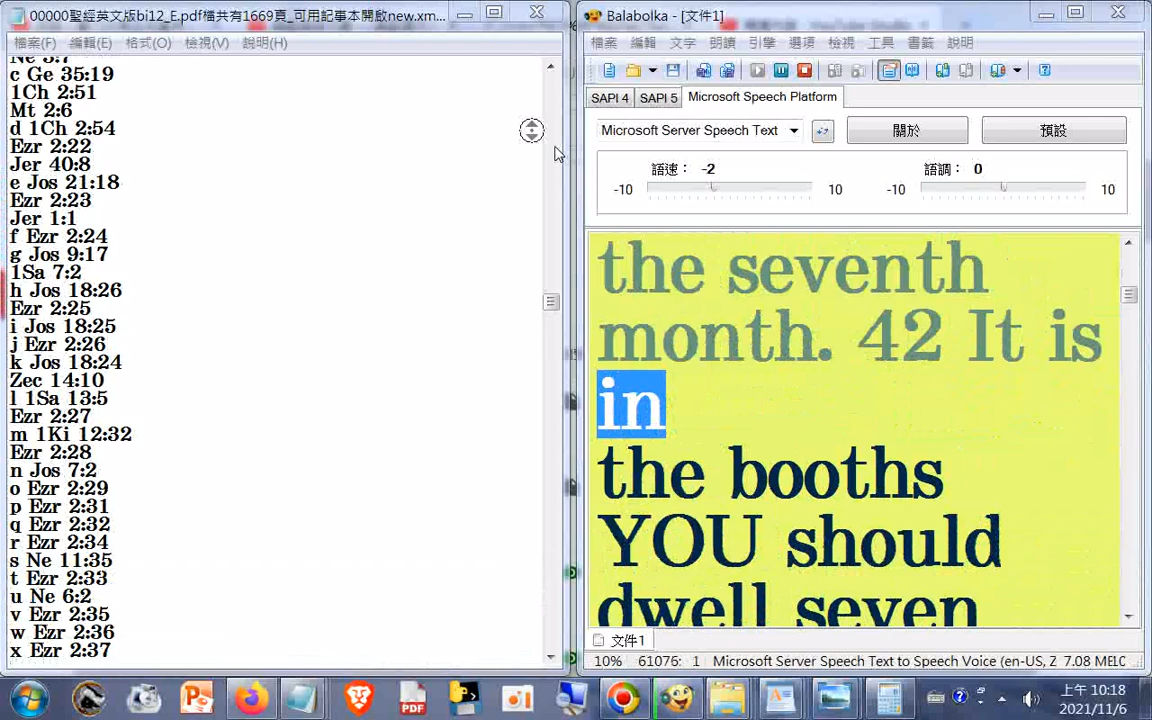 00000聖經英文版bi12_E.pdf檔共有1669頁_可用記事本開啟new.xm...
檔案(F) 編輯(E) 格式(O) 檢視(V) 說明(H)
Ne 3:7
c Ge 35:19
1Ch 2:51
Mt 2:6
d 1Ch 2:54
Ezr 2:22
Jer 40:8
e Jos 21:18
Ezr 2:23
Jer 1:1
f Ezr 2:24
g Jos 9:17
1Sa 7:2
h Jos 18:26
Ezr 2:25
i Jos 18:25
j Ezr 2:26
k Jos 18:24
Zec 14:10
l 1Sa 13:5
Ezr 2:27
m 1Ki 12:32
Ezr 2:28
n Jos 7:2
o Ezr 2:29
p Ezr 2:31
q Ezr 2:32
r Ezr 2:34
s Ne 11:35
t Ezr 2:33
u Ne 6:2
v Ezr 2:35
w Ezr 2:36
x Ezr 2:37
Balabolka - [文件1]
檔案 編輯 文字 朗讀 引擎 選項 檢視 工具 書籤 說明
SAPI 4 SAPI 5 Microsoft Speech Platform
Microsoft Server Speech Text 關於 預設
語速： -2 語調： 0
-10 10 -10 10
the seventh
month. 42 It is
in
the booths
YOU should
dwell seven
文件1
10% 61075: 1 Microsoft Server Speech Text to Speech Voice (en-US, Z 7.08 MELC
PDF
上午 10:18
2021/11/6